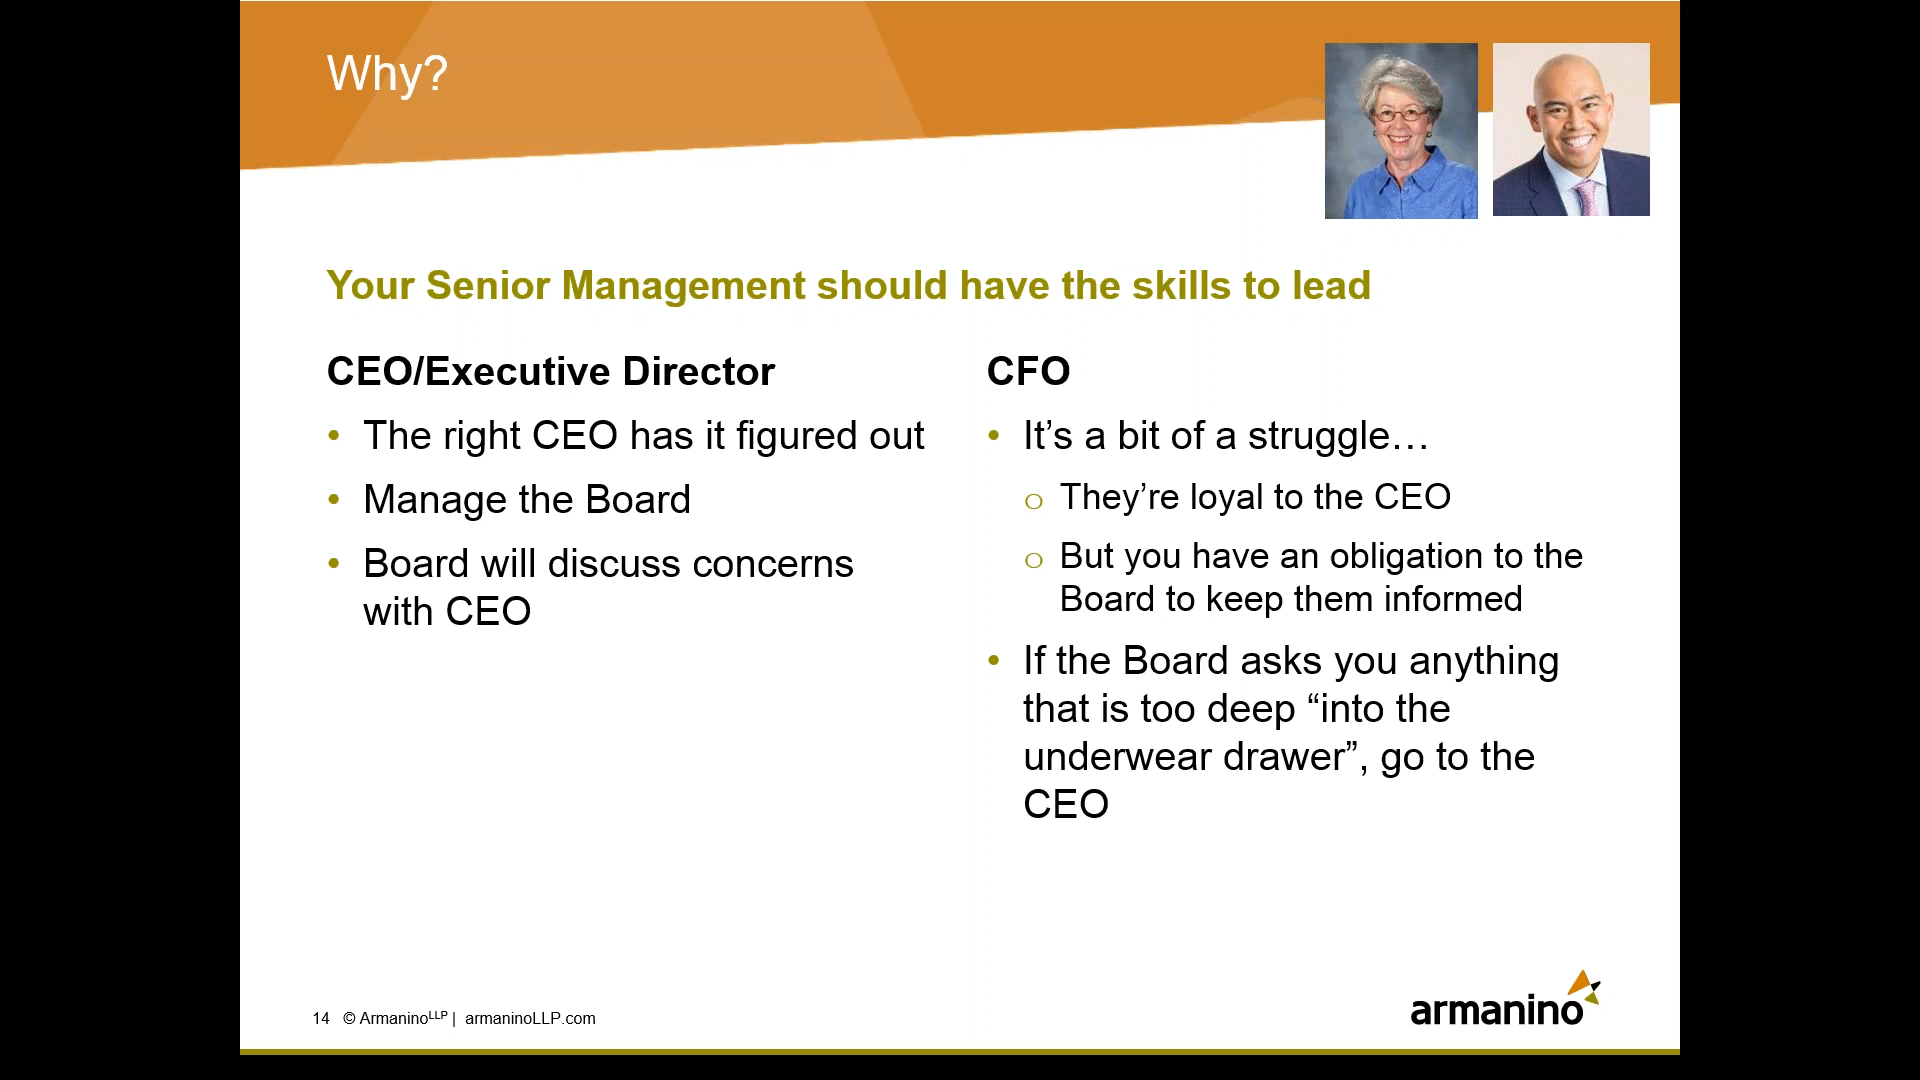 Why?
Your Senior Management should have the skills to lead
CEO/Executive Director
• The right CEO has it figured out
• Manage the Board
• Board will discuss concerns
with CEO
CFO
• It’s a bit of a struggle…
o They’re loyal to the CEO
o But you have an obligation to the
Board to keep them informed
• If the Board asks you anything
that is too deep “into the
underwear drawer”, go to the
CEO
14 © ArmaninoLLP | armaninoLLP.com
armanino